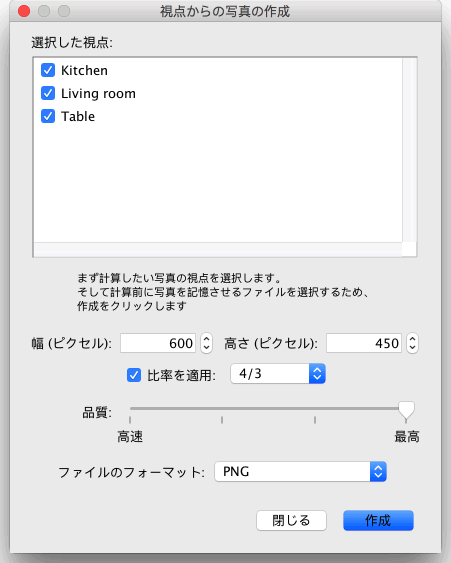 視点からの写真の作成
選択した視点:
Kitchen
Living room
Table
まず計算したい写真の視点を選択します。
そして計算前に写真を記憶させるファイルを選択するため、
作成をクリックします
幅 (ピクセル): 600 高さ (ピクセル): 450
比率を適用: 4/3
品質:
高速 最高
ファイルのフォーマット: PNG
閉じる 作成